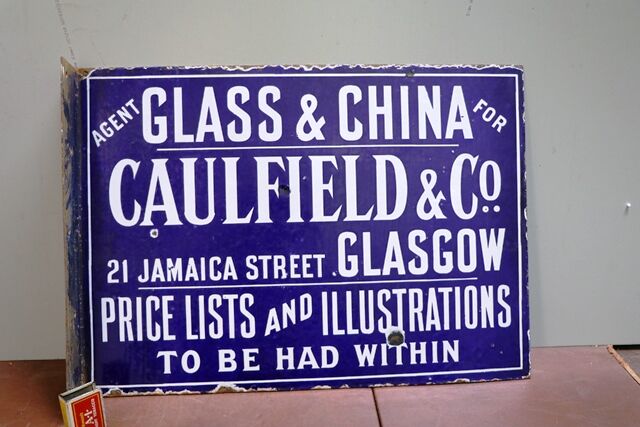 AGENT GLASS & CHINA FOR
CAULFIELD & Co.
21 JAMAICA STREET. GLASGOW
PRICE LISTS AND ILLUSTRATIONS
TO BE HAD WITHIN